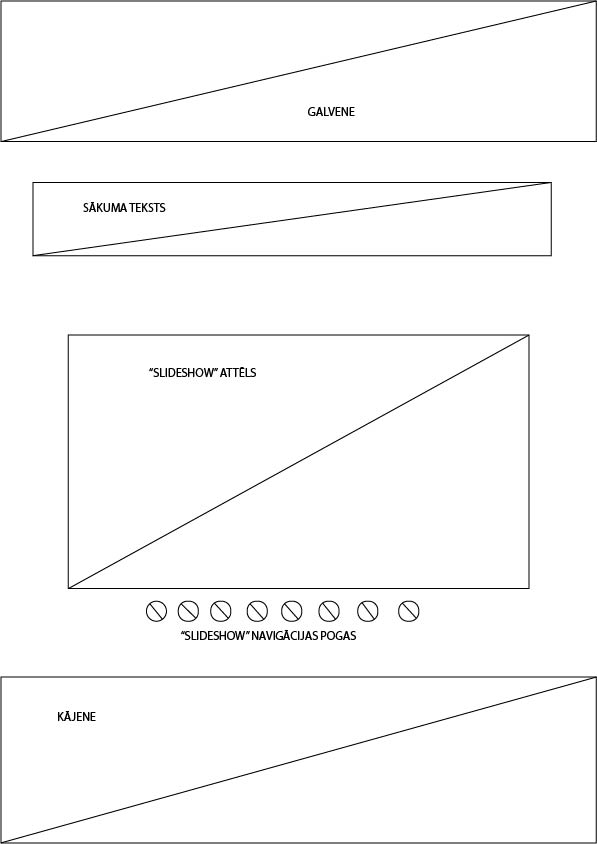 GALVENE
SĀKUMA TEKSTS
“SLIDESHOW” ATTĒLS
“SLIDESHOW” NAVIGĀCIJAS POGAS
KĀJENE